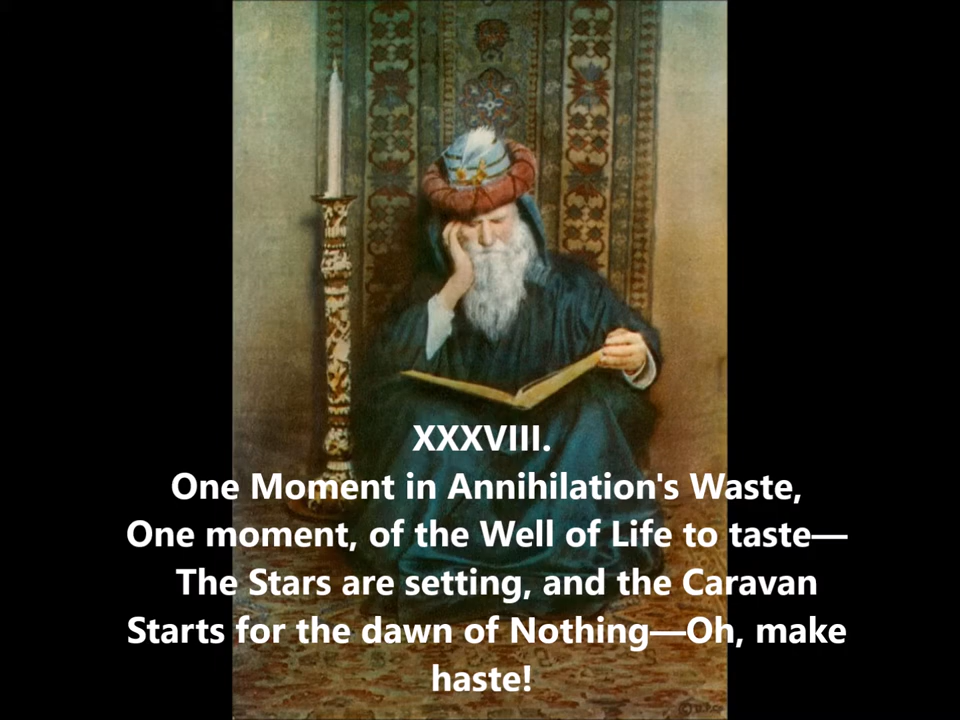 XXXVIII.
One Moment in Annihilation's Waste,
One moment, of the Well of Life to taste—
The Stars are setting, and the Caravan
Starts for the dawn of Nothing—Oh, make
haste!